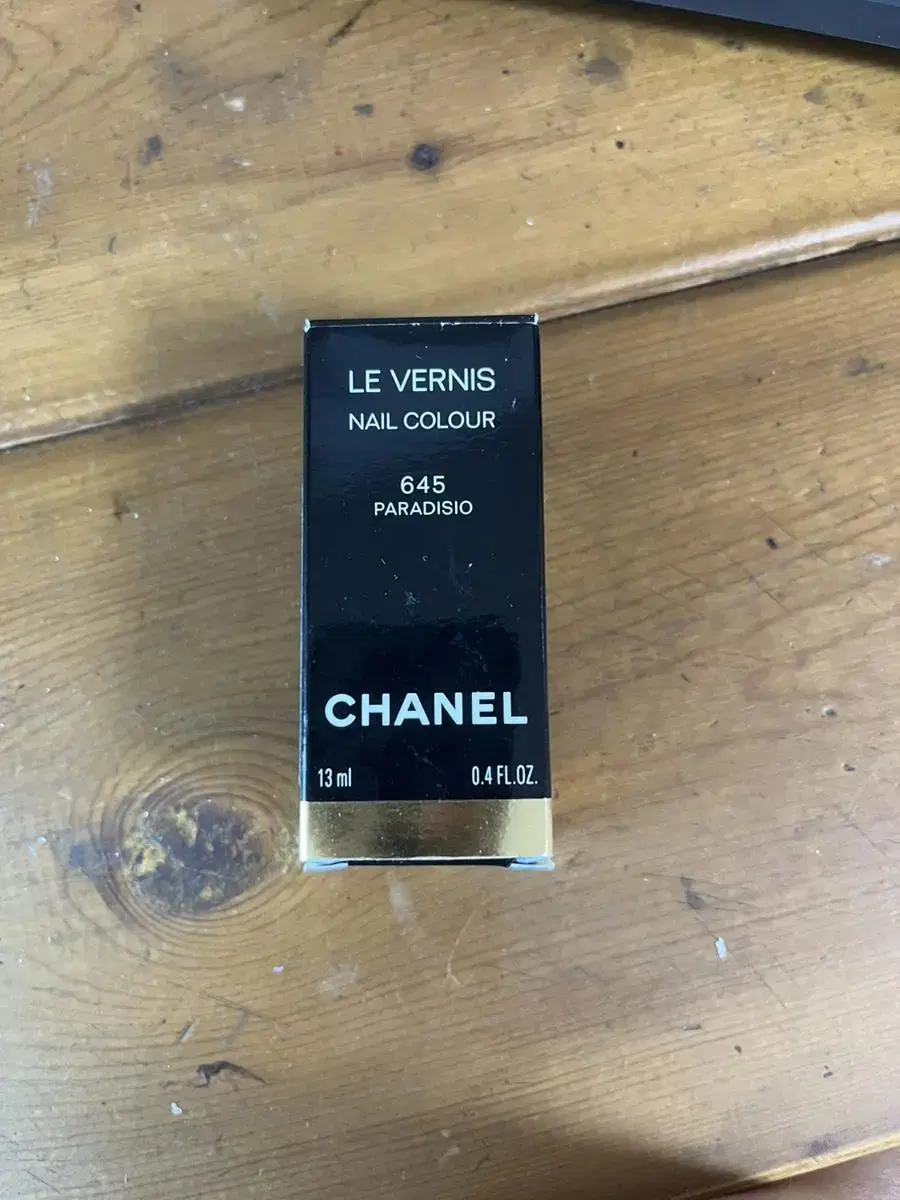 LE VERNIS
NAIL COLOUR
645
PARADISIO
CHANEL
13 ml 0.4 FL.OZ.